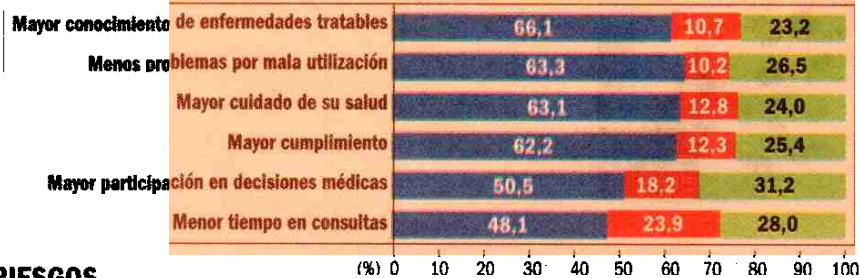 Mayor conocimiento de enfermedades tratables 66,1 10,7 23,2
Menos problemas por mala utilización 63,3 10,2 26,5
Mayor cuidado de su salud 63,1 12,8 24,0
Mayor cumplimiento 62,2 12,3 25,4
Mayor participación en decisiones médicas 50,5 18,2 31,2
Menor tiempo en consultas 48,1 23,9 28,0
(%) 0 10 20 30 40 50 60 70 80 90 100
RIESGOS